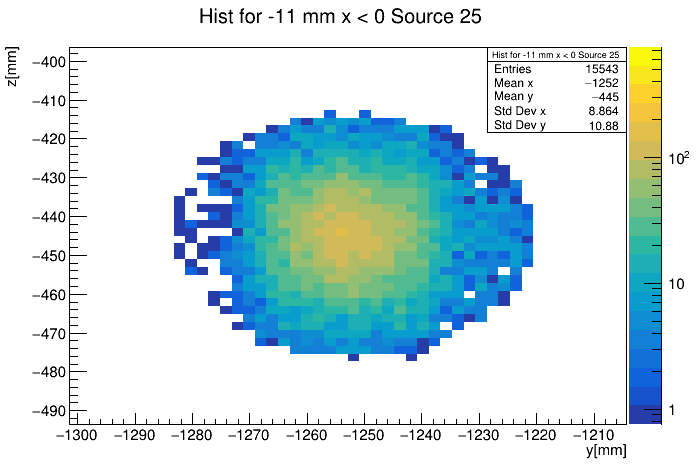 Hist for -11 mm x < 0 Source 25
z[mm]
Hist for -11 mm x < 0 Source 25
Entries 15543
Mean x −1252
Mean y −445
Std Dev x 8.864
Std Dev y 10.88
−400
−410
−420
−430
−440
−450
−460
−470
−480
−490
10²
10
1
−1300 −1290 −1280 −1270 −1260 −1250 −1240 −1230 −1220 −1210
y[mm]